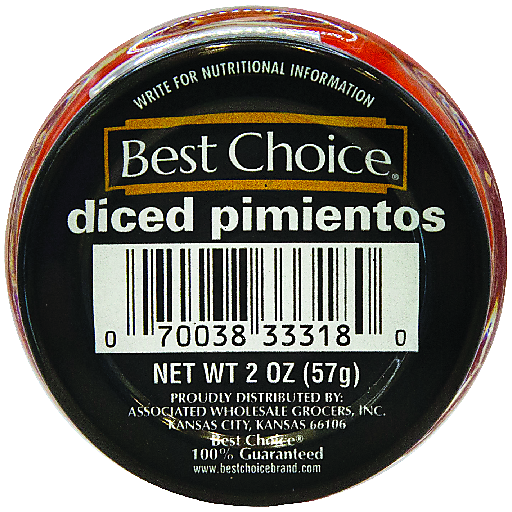 WRITE FOR NUTRITIONAL INFORMATION
Best Choice®
diced pimientos
0 70038 33318 0
NET WT 2 OZ (57g)
PROUDLY DISTRIBUTED BY:
ASSOCIATED WHOLESALE GROCERS, INC.
KANSAS CITY, KANSAS 66106
Best Choice®
100% Guaranteed
www.bestchoicebrand.com